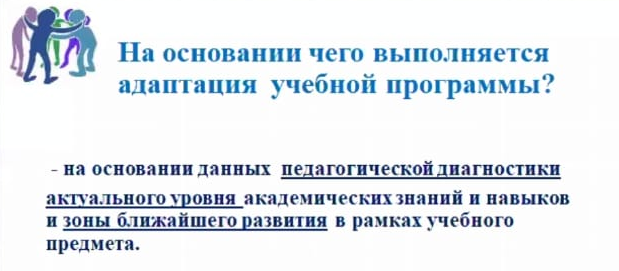 На основании чего выполняется
адаптация учебной программы?
- на основании данных педагогической диагностики
актуального уровня академических знаний и навыков
и зоны ближайшего развития в рамках учебного
предмета.